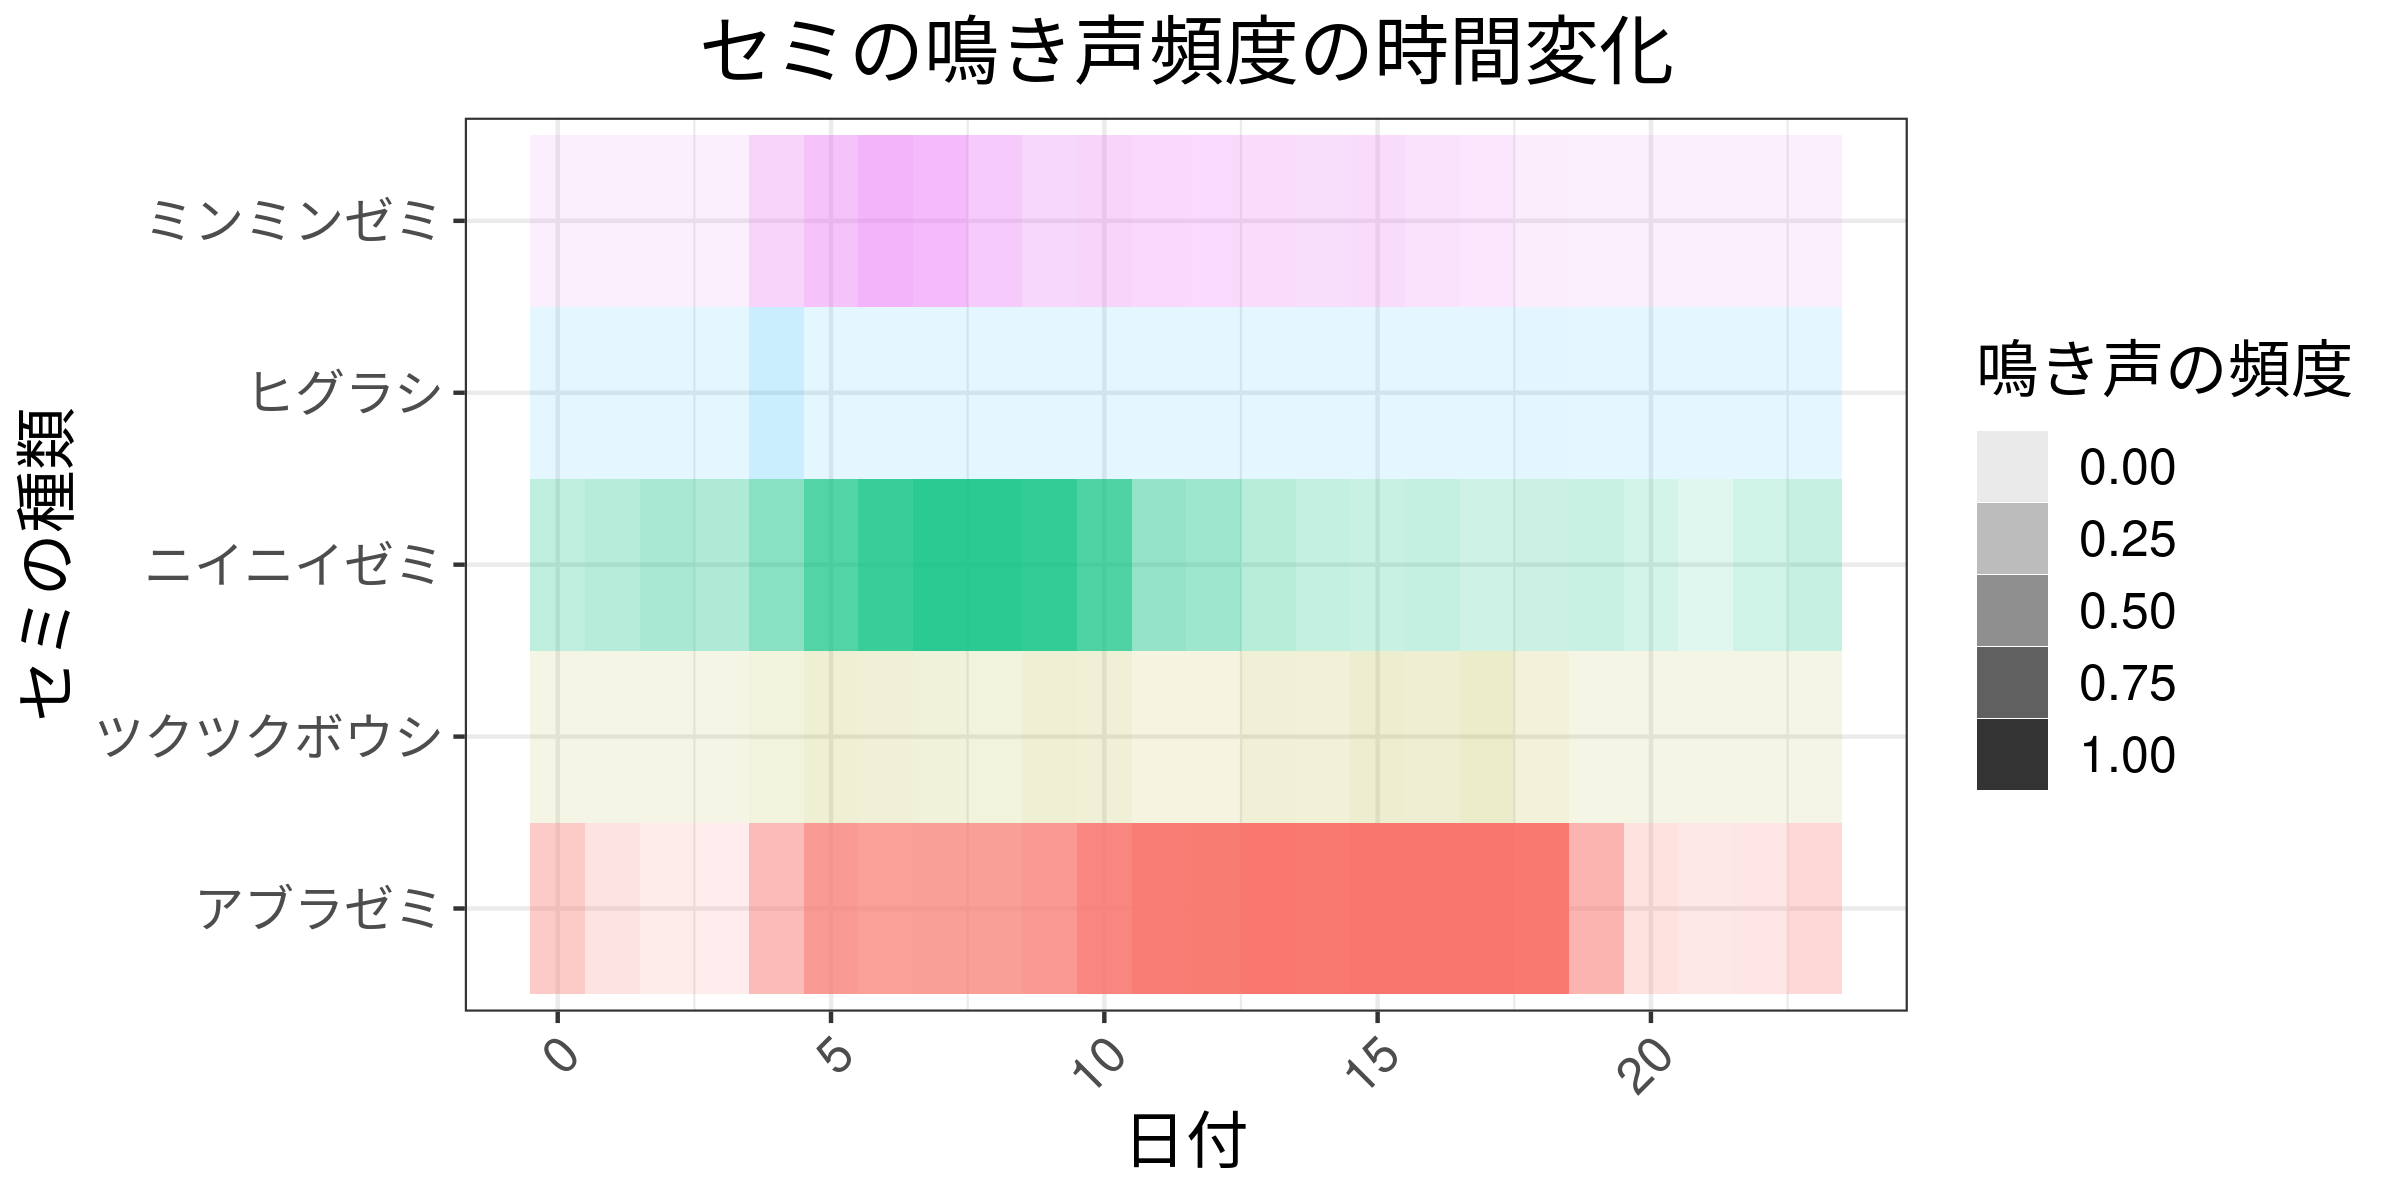 セミの鳴き声頻度の時間変化
セミの種類
ミンミンゼミ
ヒグラシ
ニイニイゼミ
ツクツクボウシ
アブラゼミ
0
5
10
15
20
日付
鳴き声の頻度
0.00
0.25
0.50
0.75
1.00